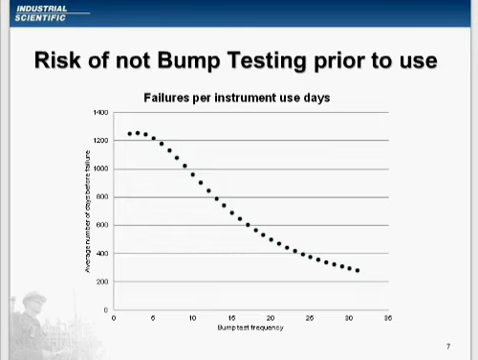 INDUSTRIAL
SCIENTIFIC
Risk of not Bump Testing prior to use
Failures per instrument use days
1400
1200
1000
800
600
400
200
0
Average number of days before failure
0 5 10 15 20 25 30 35
Bump test frequency
7